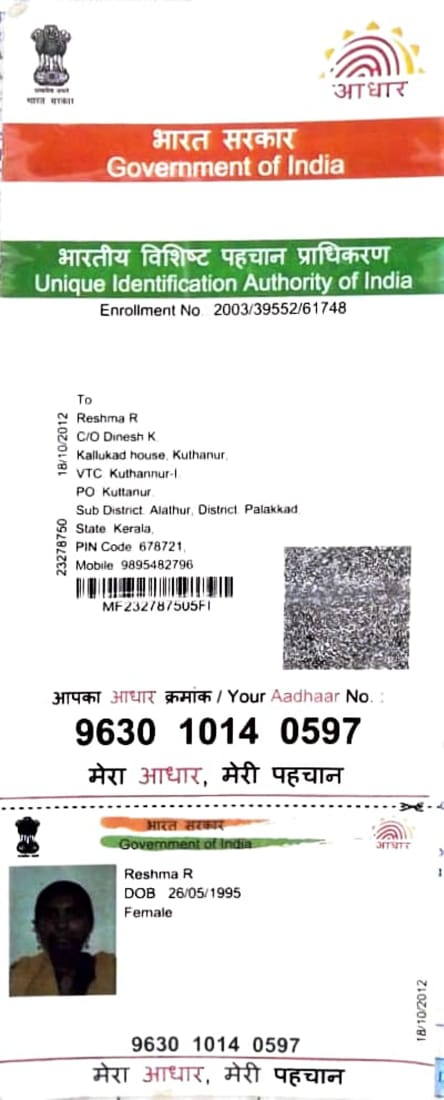 भारत सरकार
आधार
भारत सरकार
Government of India
भारतीय विशिष्ट पहचान प्राधिकरण
Unique Identification Authority of India
Enrollment No. 2003/39552/61748
To
Reshma R
C/O Dinesh K
Kallukad house, Kuthanur,
VTC Kuthannur-I
PO Kuttanur
Sub District. Alathur, District. Palakkad
State Kerala,
PIN Code 678721,
Mobile 9895482796
23278750 18/10/2012
MF232787505FI
आपका आधार क्रमांक / Your Aadhaar No. :
9630 1014 0597
मेरा आधार, मेरी पहचान
भारत सरकार
Government of India
आधार
Reshma R
DOB 26/05/1995
Female
18/10/2012
9630 1014 0597
मेरा आधार, मेरी पहचान